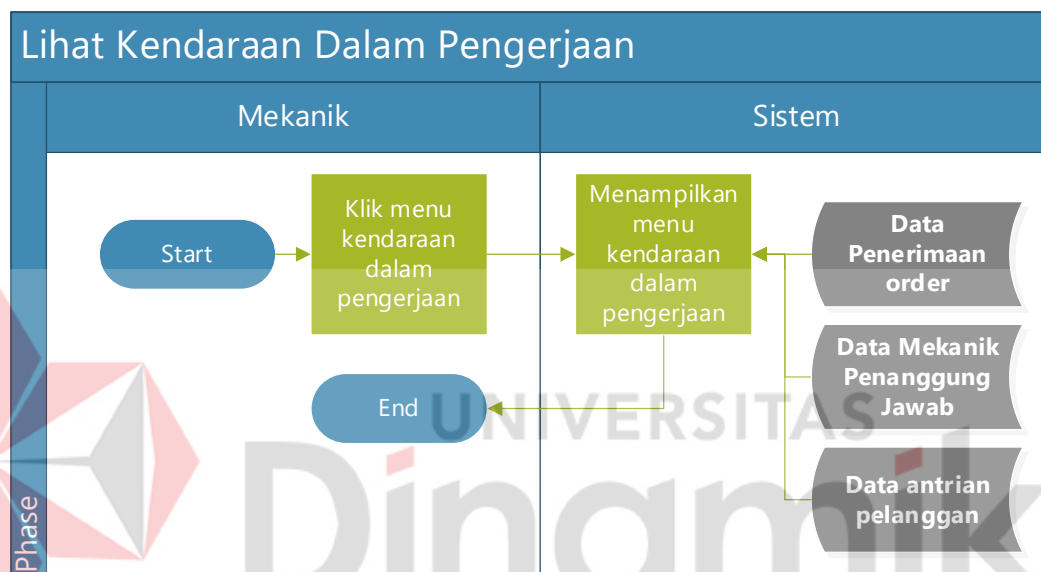 Lihat Kendaraan Dalam Pengerjaan
Mekanik
Sistem
Phase
Start
Klik menu
kendaraan
dalam
pengerjaan
Menampilkan
menu
kendaraan
dalam
pengerjaan
Data
Penerimaan
order
Data Mekanik
Penanggung
Jawab
Data antrian
pelanggan
End
UNIVERSITAS
Dinamik